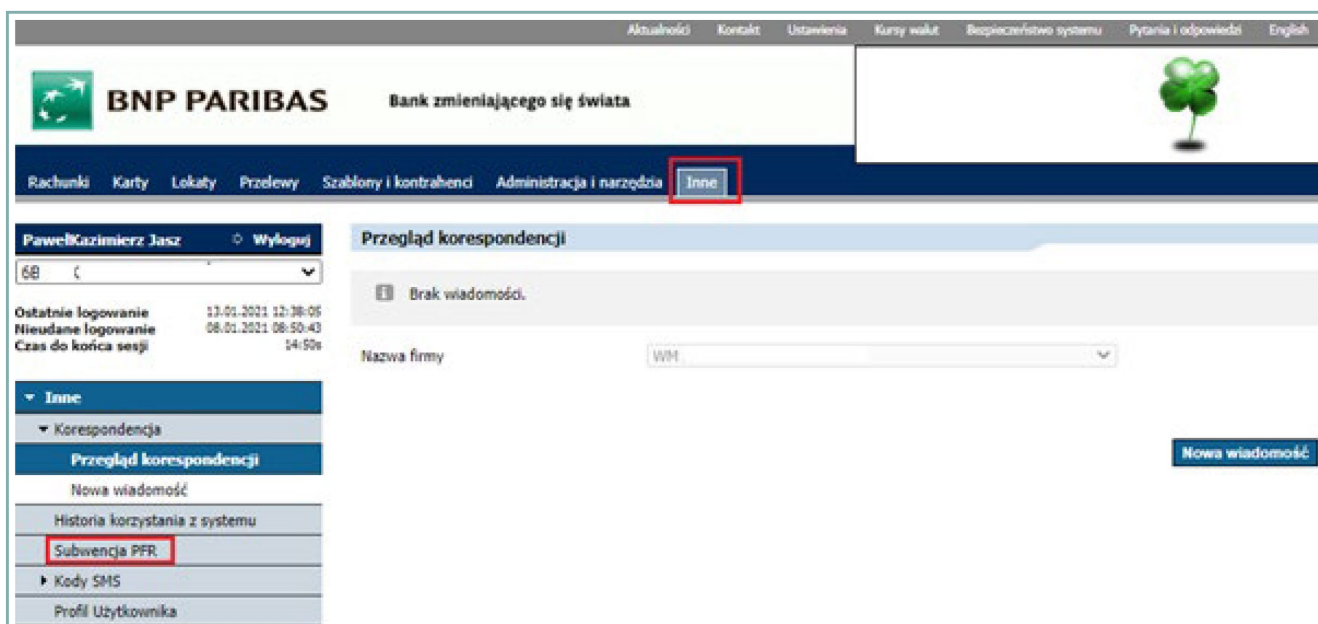 Aktualności Kontakt Ustawienia Kursy walut Bezpieczeństwo systemu Pytania i odpowiedzi English
BNP PARIBAS Bank zmieniającego się świata
Rachunki Karty Lokaty Przelewy Szablony i kontrahenci Administracja i narzędzia Inne
PawełKazimierz Jasz Wyloguj
Przegląd korespondencji
6B
Brak wiadomości.
Ostatnie logowanie 13.01.2021 12:38:05
Nieudane logowanie 08.01.2021 08:50:43
Czas do końca sesji 14:50s
Nazwa firmy WM
Inne
Korespondencja
Przegląd korespondencji
Nowa wiadomość
Nowa wiadomość
Historia korzystania z systemu
Subwencja PFR
Kody SMS
Profil Użytkownika